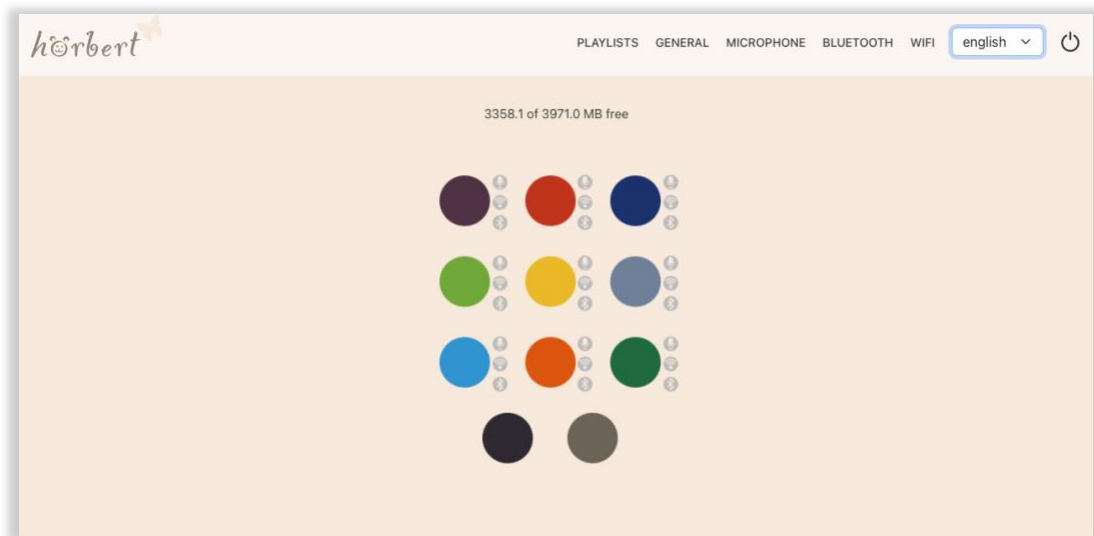 hörbert
PLAYLISTS GENERAL MICROPHONE BLUETOOTH WIFI english
3358.1 of 3971.0 MB free